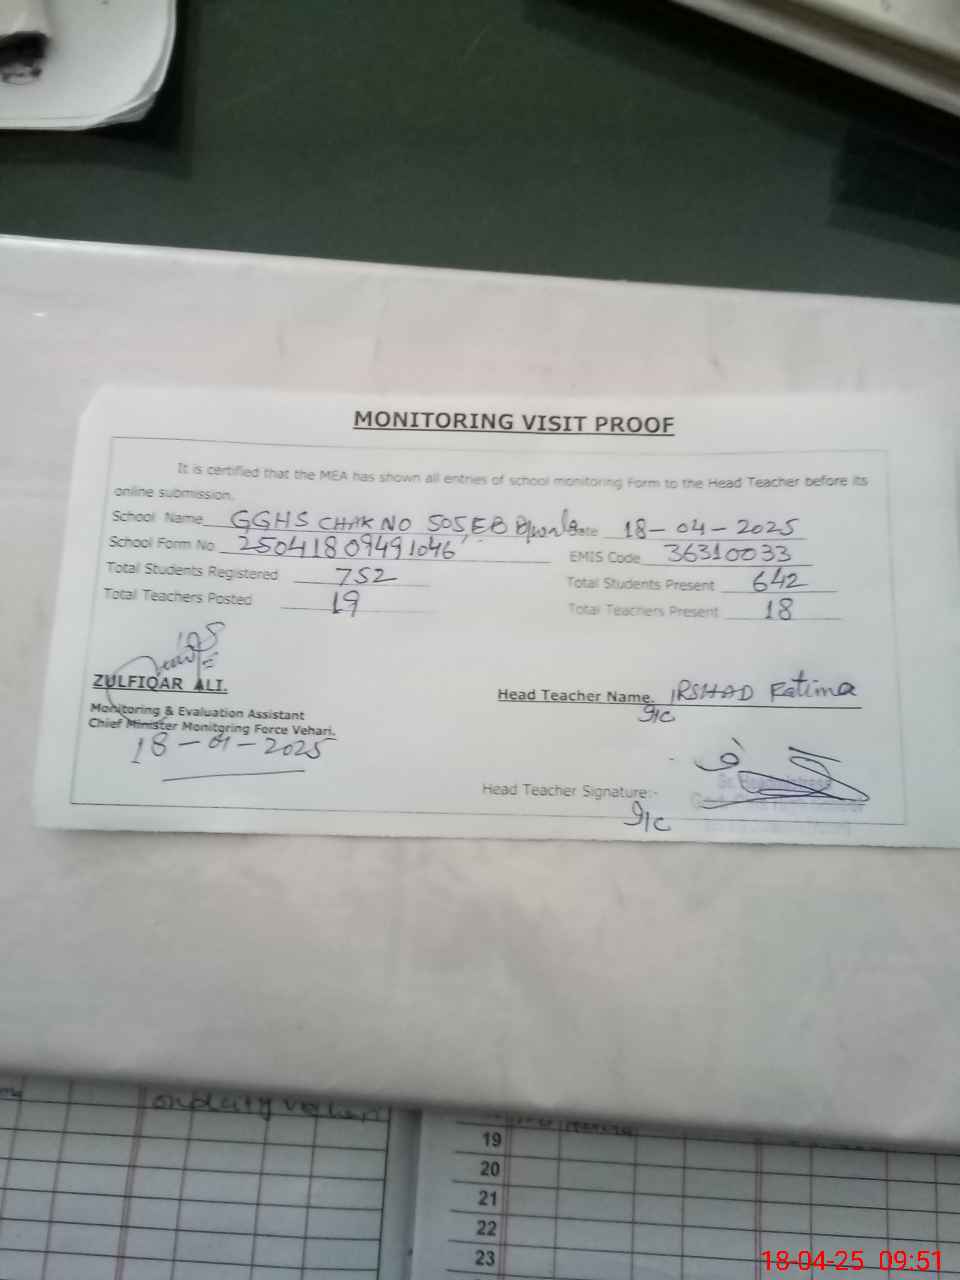 MONITORING VISIT PROOF
It is certified that the MEA has shown all entries of school monitoring Form to the Head Teacher before its
online submission.
School Name GGHS CHAK NO 505,EB Date 18-04-2025
School Form No 25041809491046 EMIS Code 36310033
Total Students Registered 752 Total Students Present 642
Total Teachers Posted 19 Total Teachers Present 18
ZULFIQAR ALI.
Monitoring & Evaluation Assistant
Chief Minister Monitoring Force Vehari.
18-04-2025
Head Teacher Name. IRSHAD Fatima
I/C
Head Teacher Signature:-
I/C
19
20
21
22
23
18-04-25 09:51